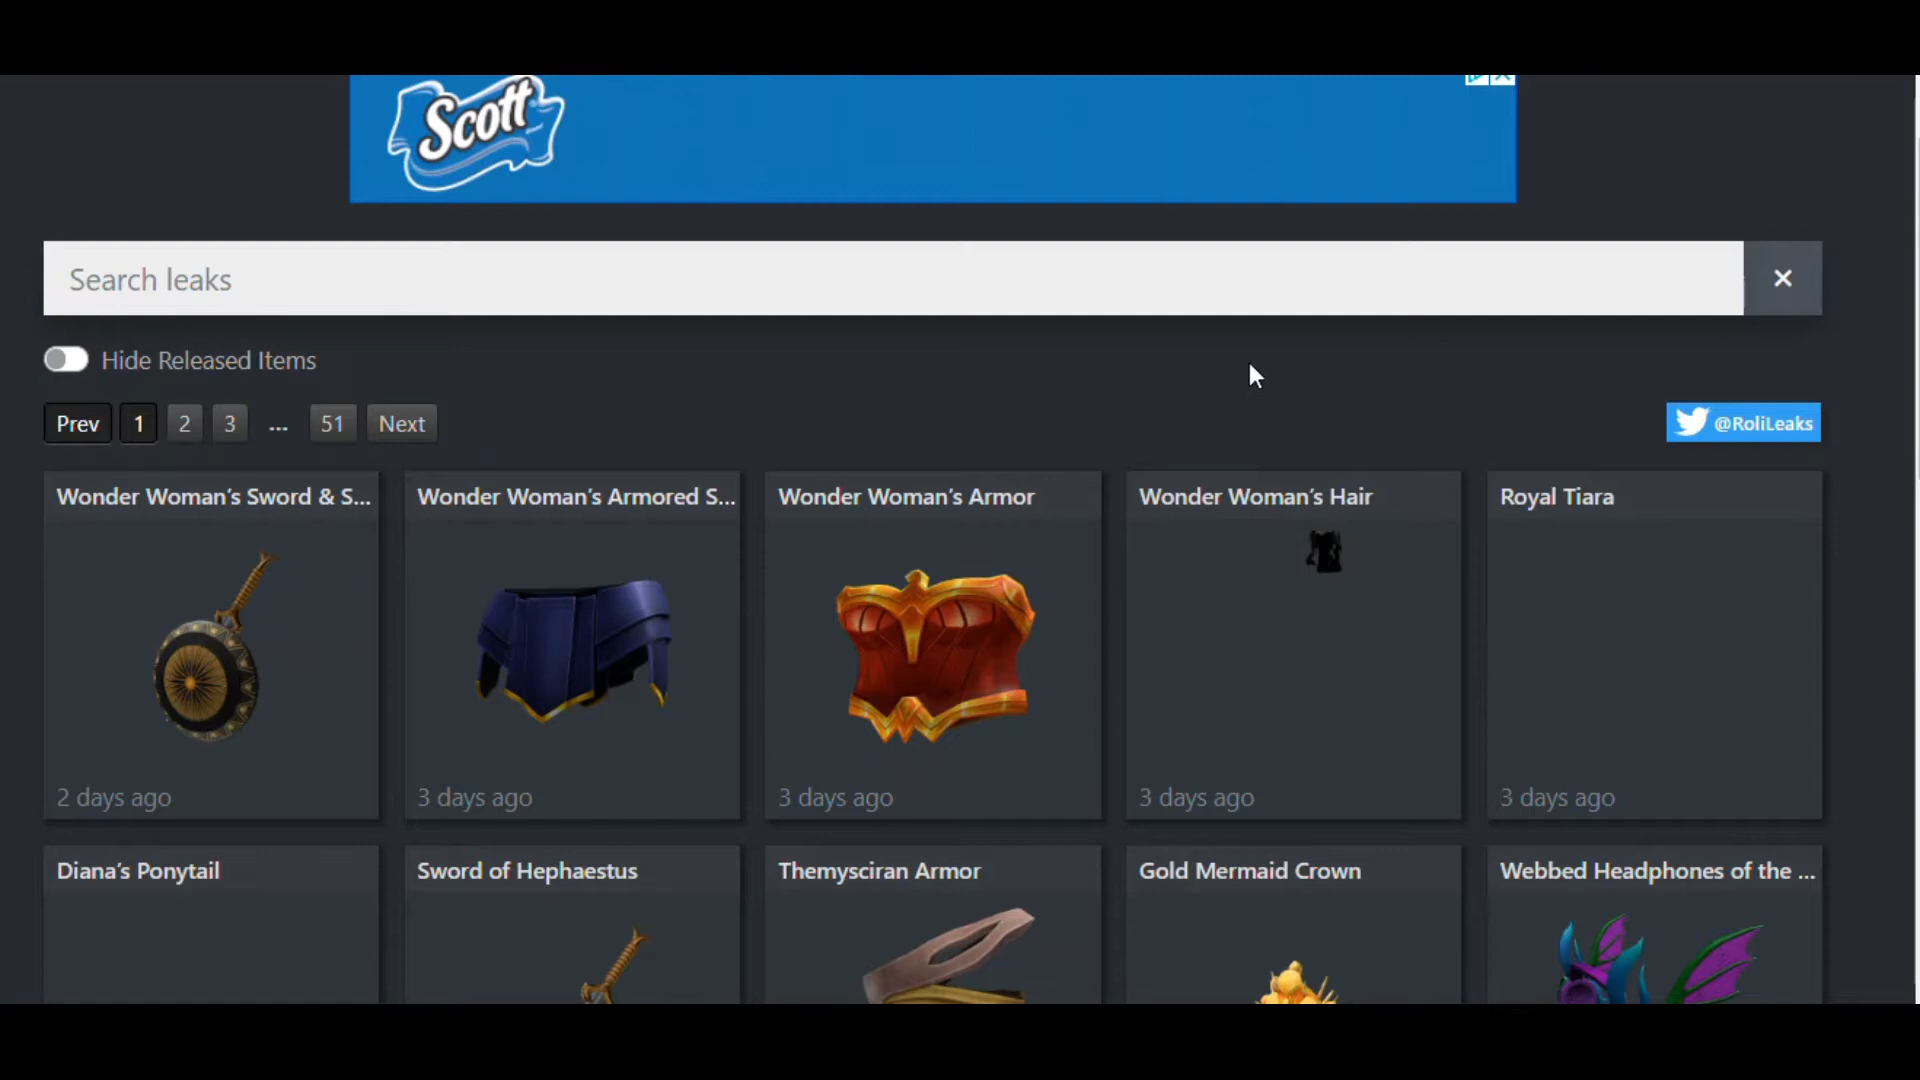 Scott
Search leaks
Hide Released Items
Prev 1 2 3 ... 51 Next
@RoliLeaks
Wonder Woman's Sword & S...
Wonder Woman's Armored S...
Wonder Woman's Armor
Wonder Woman's Hair
Royal Tiara
2 days ago
3 days ago
3 days ago
3 days ago
3 days ago
Diana's Ponytail
Sword of Hephaestus
Themysciran Armor
Gold Mermaid Crown
Webbed Headphones of the ...